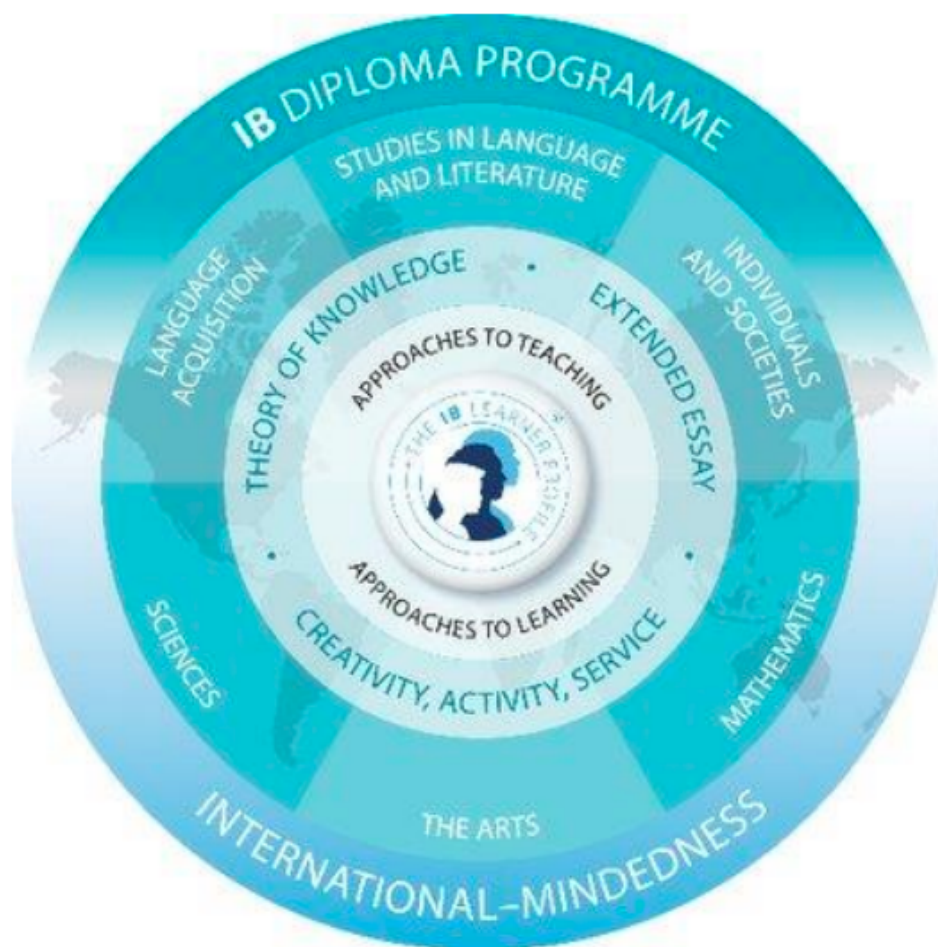 IB DIPLOMA PROGRAMME
STUDIES IN LANGUAGE
AND LITERATURE
LANGUAGE
ACQUISITION
INDIVIDUALS
AND SOCIETIES
THEORY OF KNOWLEDGE
EXTENDED ESSAY
APPROACHES TO TEACHING
THE IB LEARNER PROFILE
APPROACHES TO LEARNING
CREATIVITY, ACTIVITY, SERVICE
SCIENCES
MATHEMATICS
THE ARTS
INTERNATIONAL–MINDEDNESS